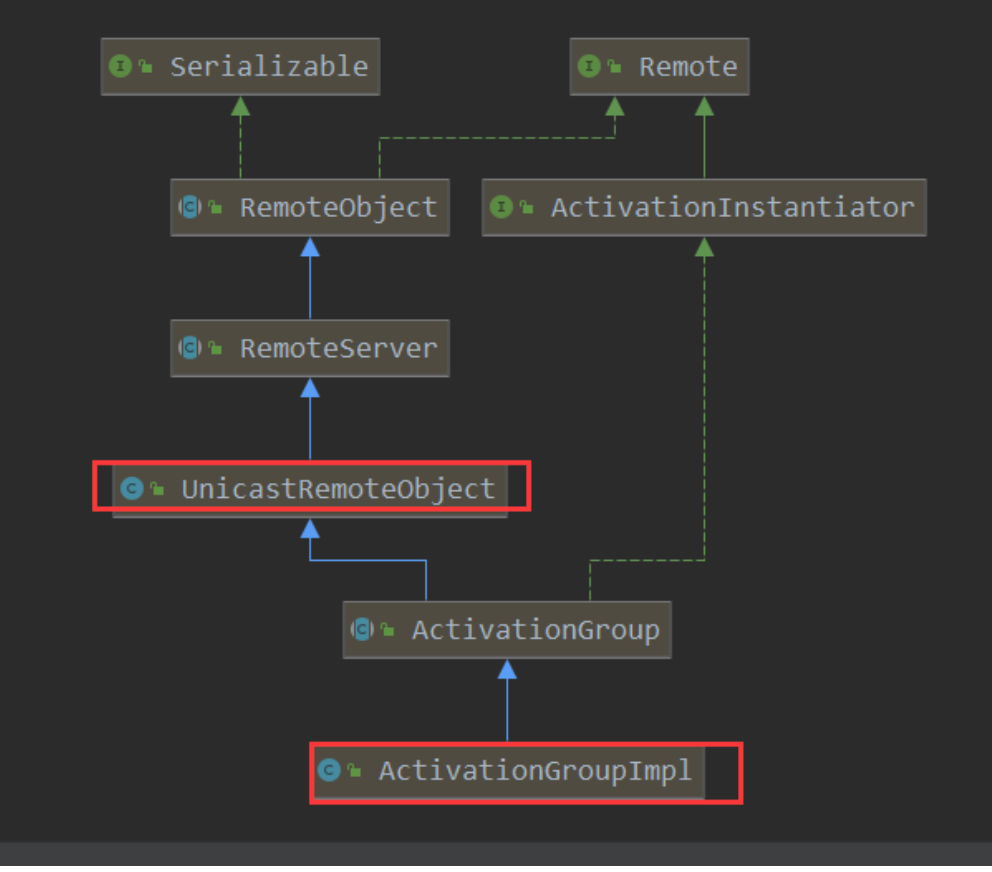 I Serializable
I Remote
C RemoteObject
I ActivationInstantiator
C RemoteServer
C UnicastRemoteObject
C ActivationGroup
C ActivationGroupImpl